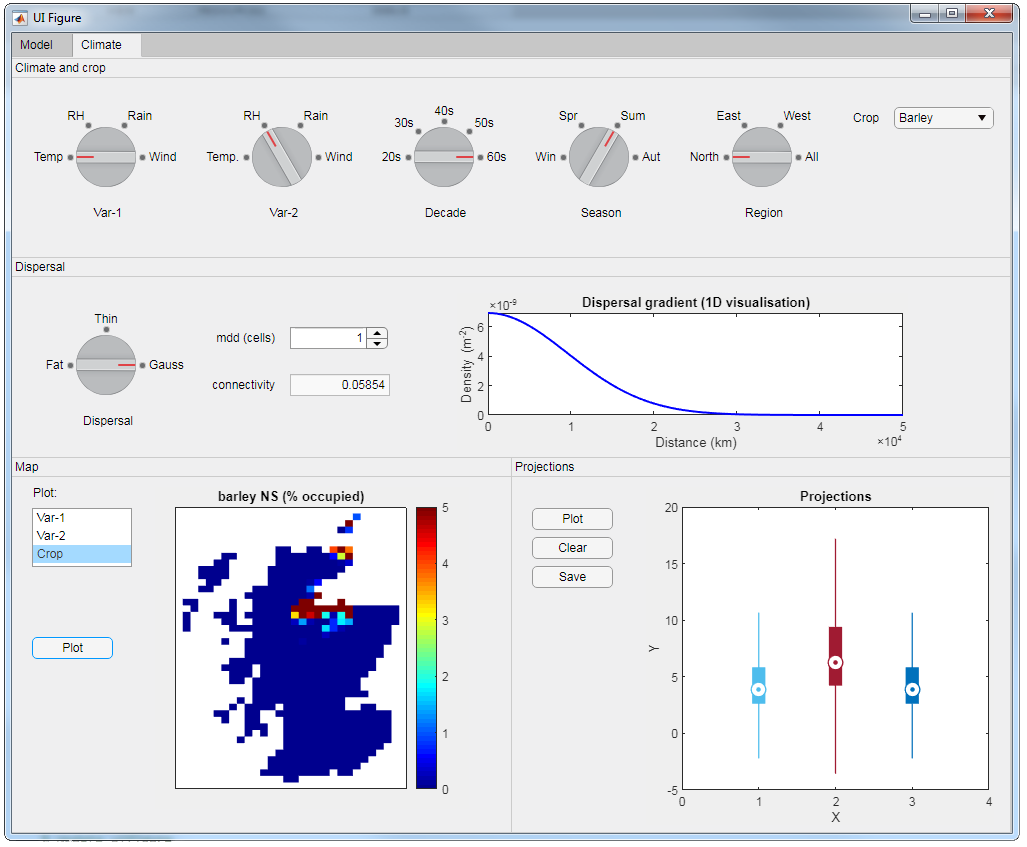 UI Figure
Model Climate
Climate and crop
RH Rain RH Rain 30s 40s 50s Spr Sum East West Crop Barley
Temp Wind Temp. Wind 20s 60s Win Aut North All
Var-1 Var-2 Decade Season Region
Dispersal
Thin
Fat Gauss
Dispersal
mdd (cells) 1
connectivity 0.05854
×10-9
Dispersal gradient (1D visualisation)
Density (m-2)
6
4
2
0
0 1 2 3 4 5
Distance (km) ×10⁴
Map
Plot:
Var-1
Var-2
Crop
Plot
barley NS (% occupied)
5
4
3
2
1
0
Projections
Plot
Clear
Save
Projections
Y
20
15
10
5
0
-5
0 1 2 3 4
X